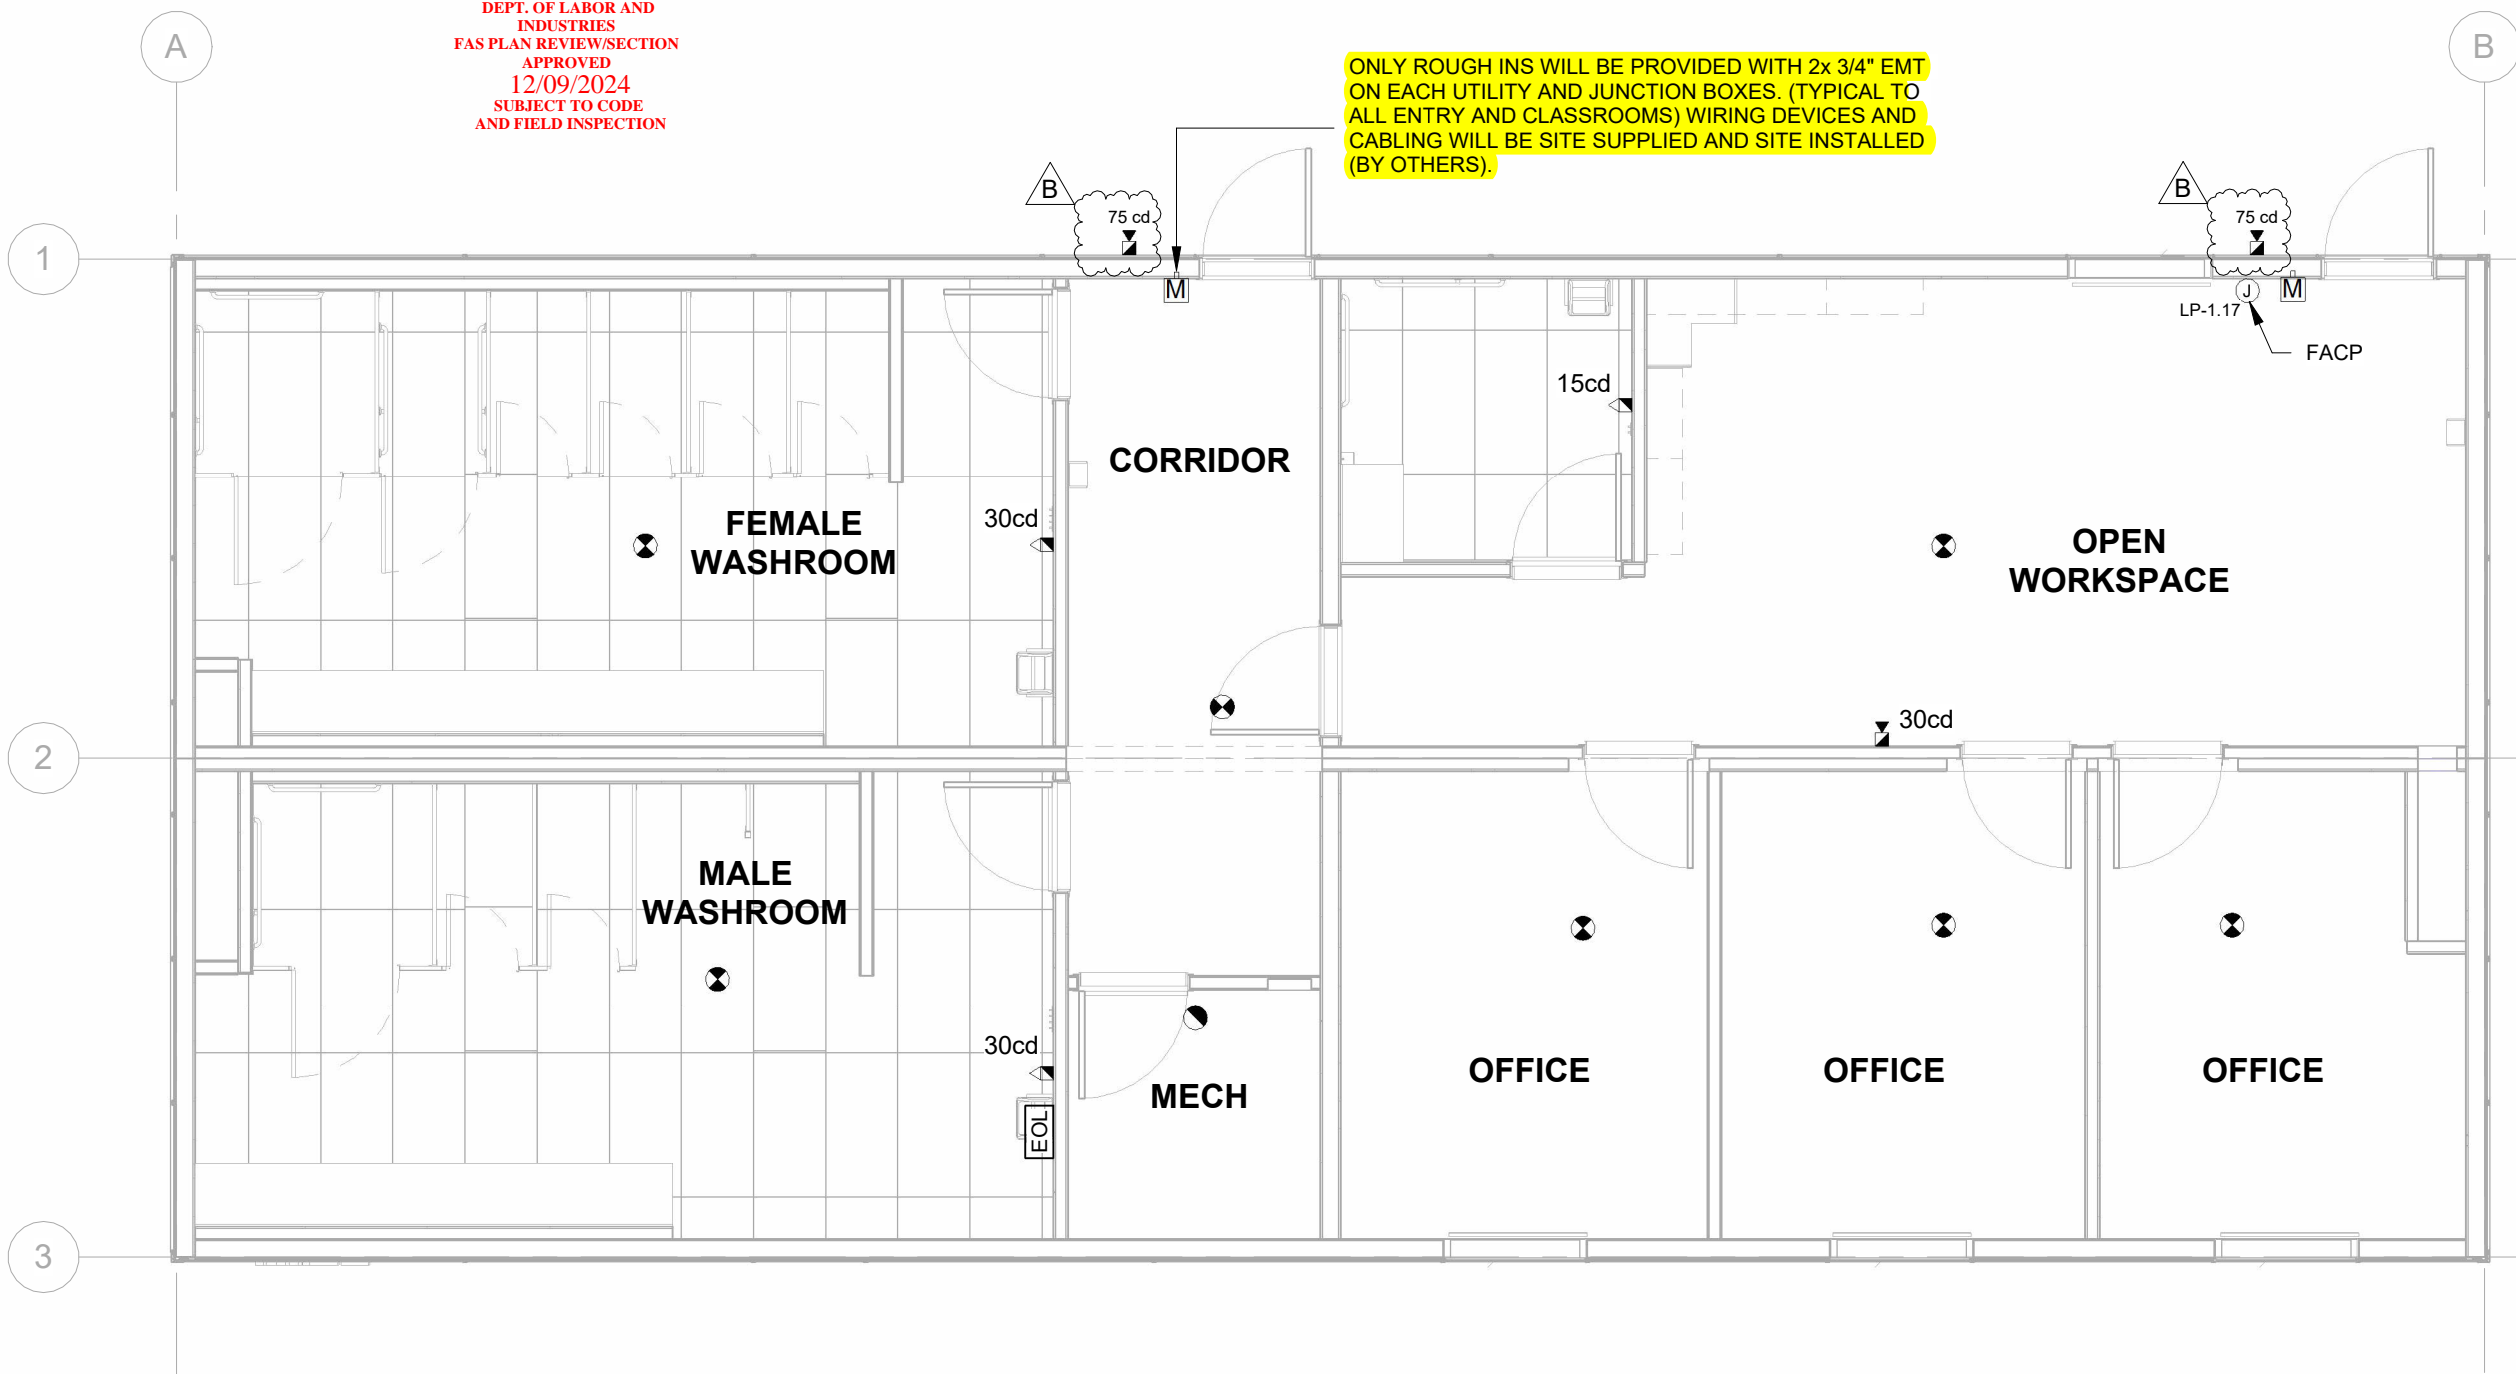 DEPT. OF LABOR AND
INDUSTRIES
FAS PLAN REVIEW/SECTION
APPROVED
12/09/2024
SUBJECT TO CODE
AND FIELD INSPECTION
A
B
ONLY ROUGH INS WILL BE PROVIDED WITH 2x 3/4" EMT
ON EACH UTILITY AND JUNCTION BOXES. (TYPICAL TO
ALL ENTRY AND CLASSROOMS) WIRING DEVICES AND
CABLING WILL BE SITE SUPPLIED AND SITE INSTALLED
(BY OTHERS).
B
75 cd
B
75 cd
1
M
J
M
LP-1.17
FACP
15cd
CORRIDOR
30cd
FEMALE
WASHROOM
OPEN
WORKSPACE
30cd
2
MALE
WASHROOM
30cd
MECH
OFFICE
OFFICE
OFFICE
EOL
3